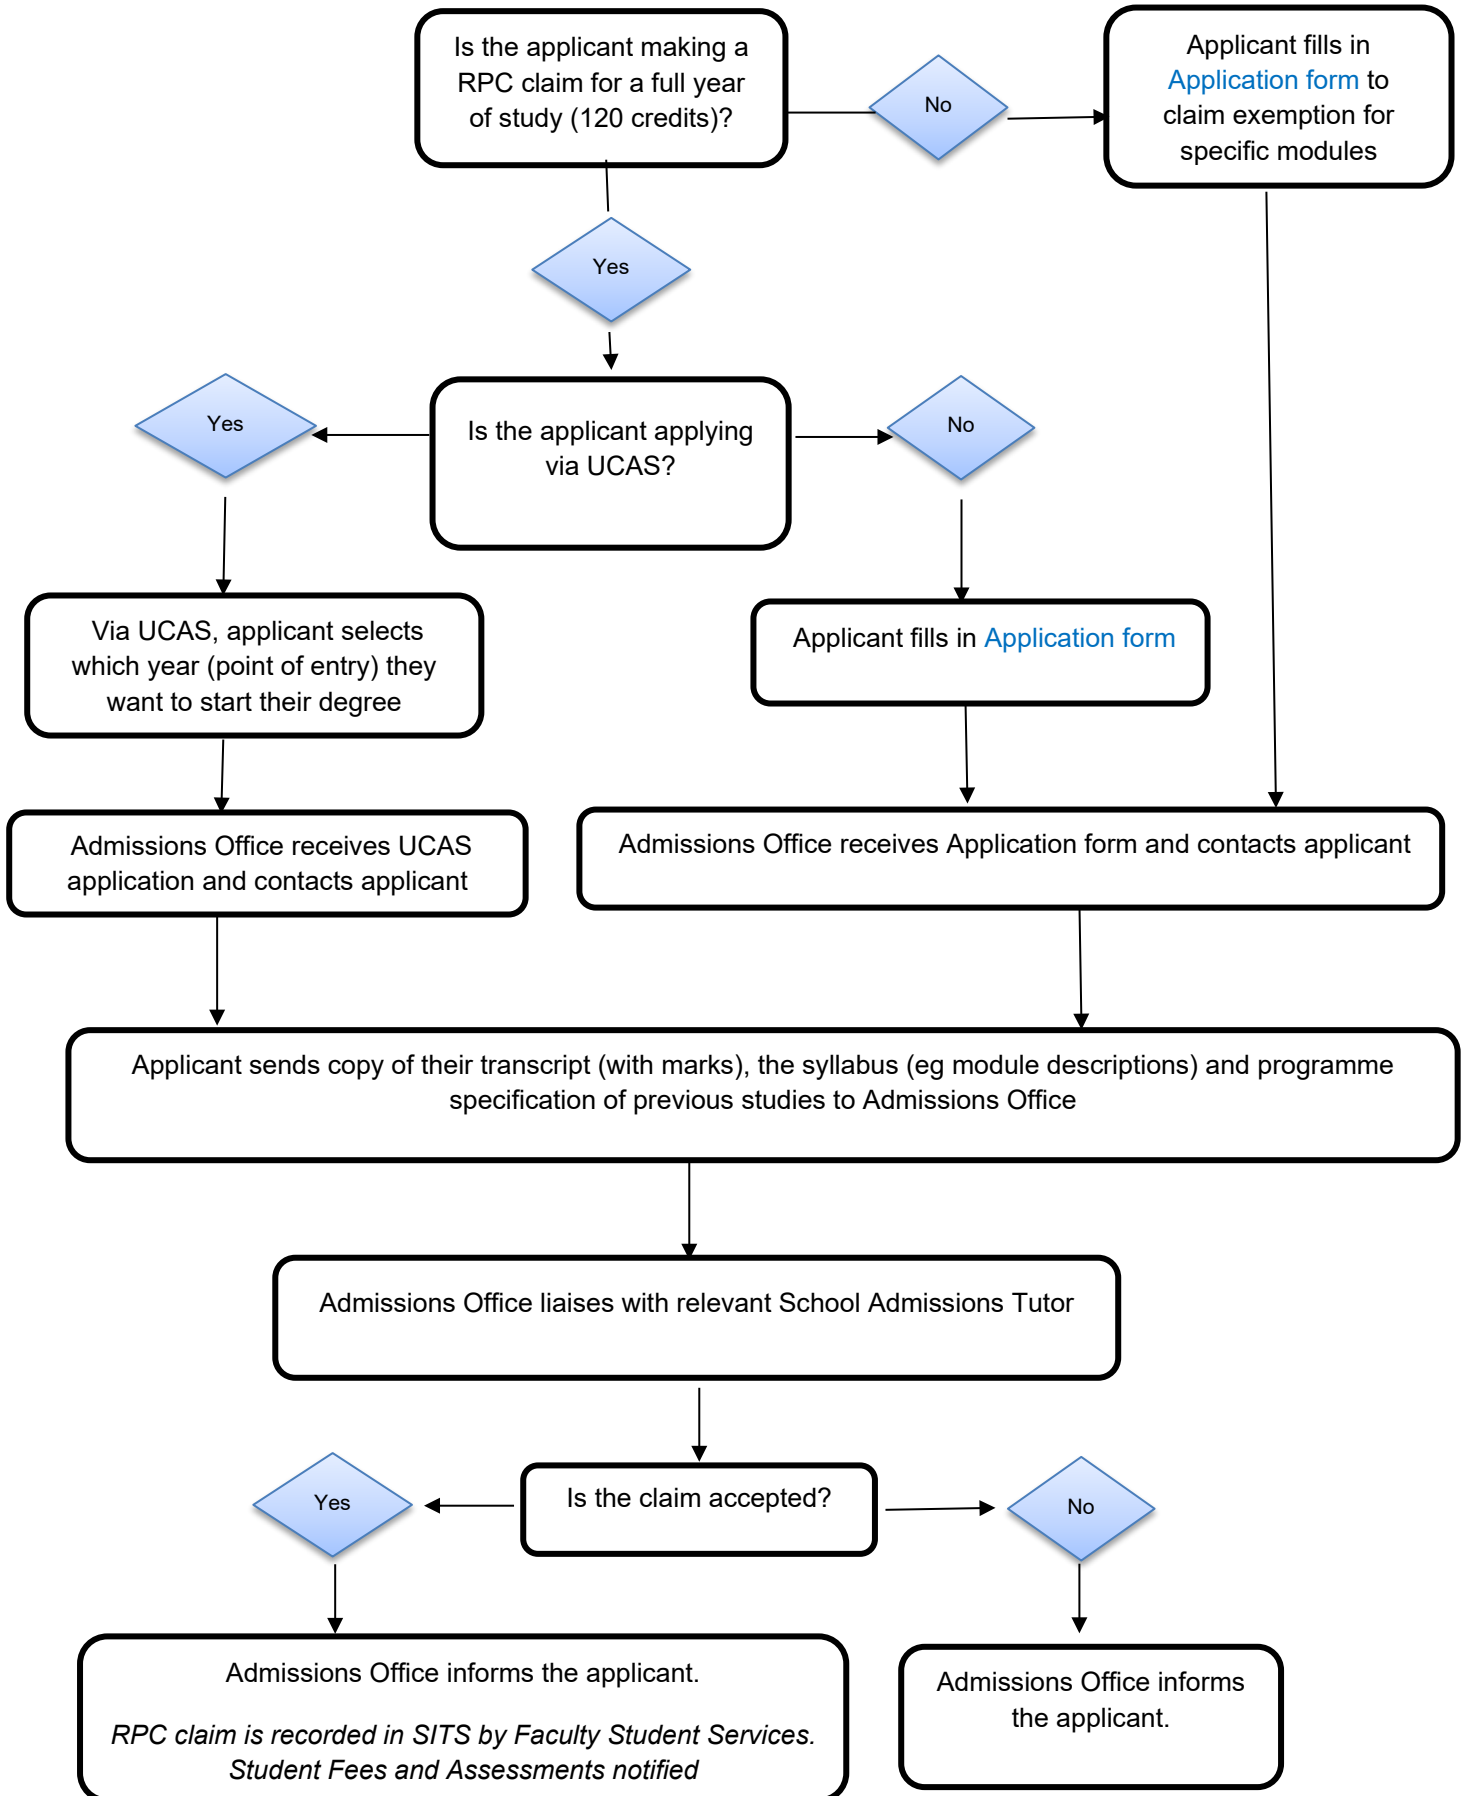 Is the applicant making a
RPC claim for a full year
of study (120 credits)?
No
Applicant fills in
Application form to
claim exemption for
specific modules
Yes
Yes
Is the applicant applying
via UCAS?
No
Via UCAS, applicant selects
which year (point of entry) they
want to start their degree
Applicant fills in Application form
Admissions Office receives UCAS
application and contacts applicant
Admissions Office receives Application form and contacts applicant
Applicant sends copy of their transcript (with marks), the syllabus (eg module descriptions) and programme
specification of previous studies to Admissions Office
Admissions Office liaises with relevant School Admissions Tutor
Yes
Is the claim accepted?
No
Admissions Office informs the applicant.
RPC claim is recorded in SITS by Faculty Student Services.
Student Fees and Assessments notified
Admissions Office informs
the applicant.